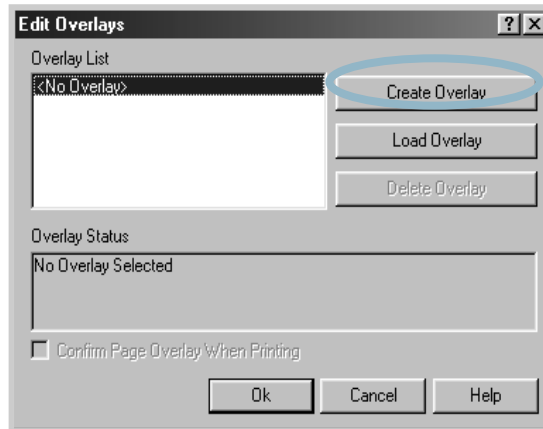 Edit Overlays
Overlay List
<No Overlay>
Create Overlay
Load Overlay
Delete Overlay
Overlay Status
No Overlay Selected
Confirm Page Overlay When Printing
Ok Cancel Help